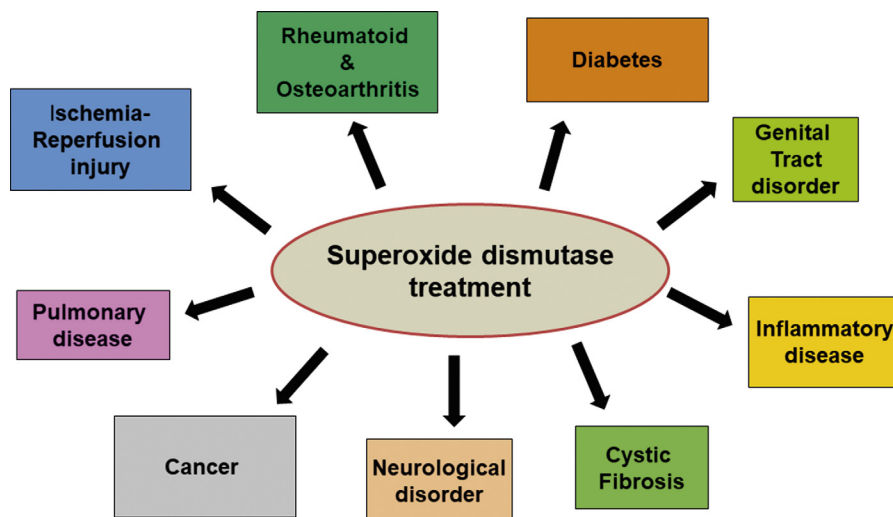 Rheumatoid
&
Osteoarthritis
Diabetes
Ischemia-
Reperfusion
injury
Genital
Tract
disorder
Superoxide dismutase
treatment
Pulmonary
disease
Inflammatory
disease
Cancer
Neurological
disorder
Cystic
Fibrosis